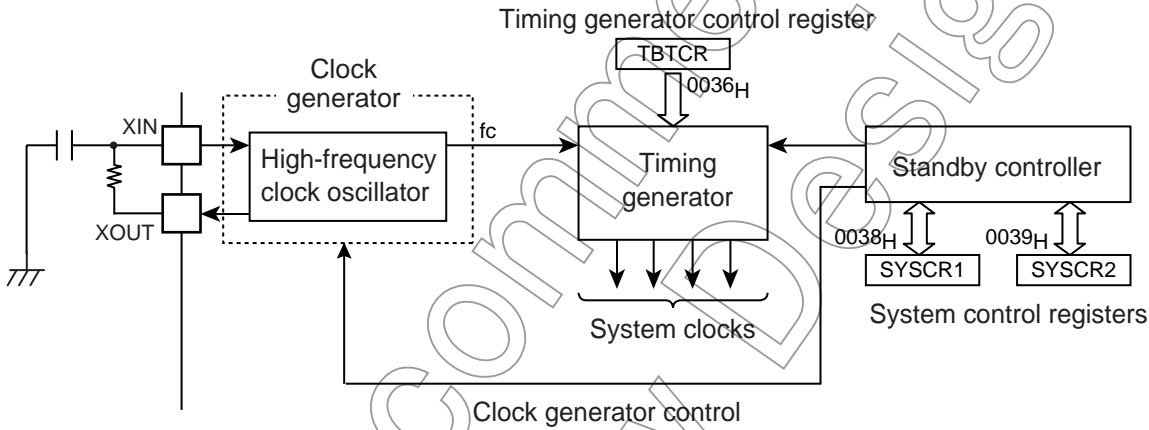 Timing generator control register
TBTCR
0036H
Clock
generator
XIN
fc
High-frequency
clock oscillator
Timing
generator
Standby controller
XOUT
0038H
0039H
SYSCR1
SYSCR2
System clocks
System control registers
Clock generator control